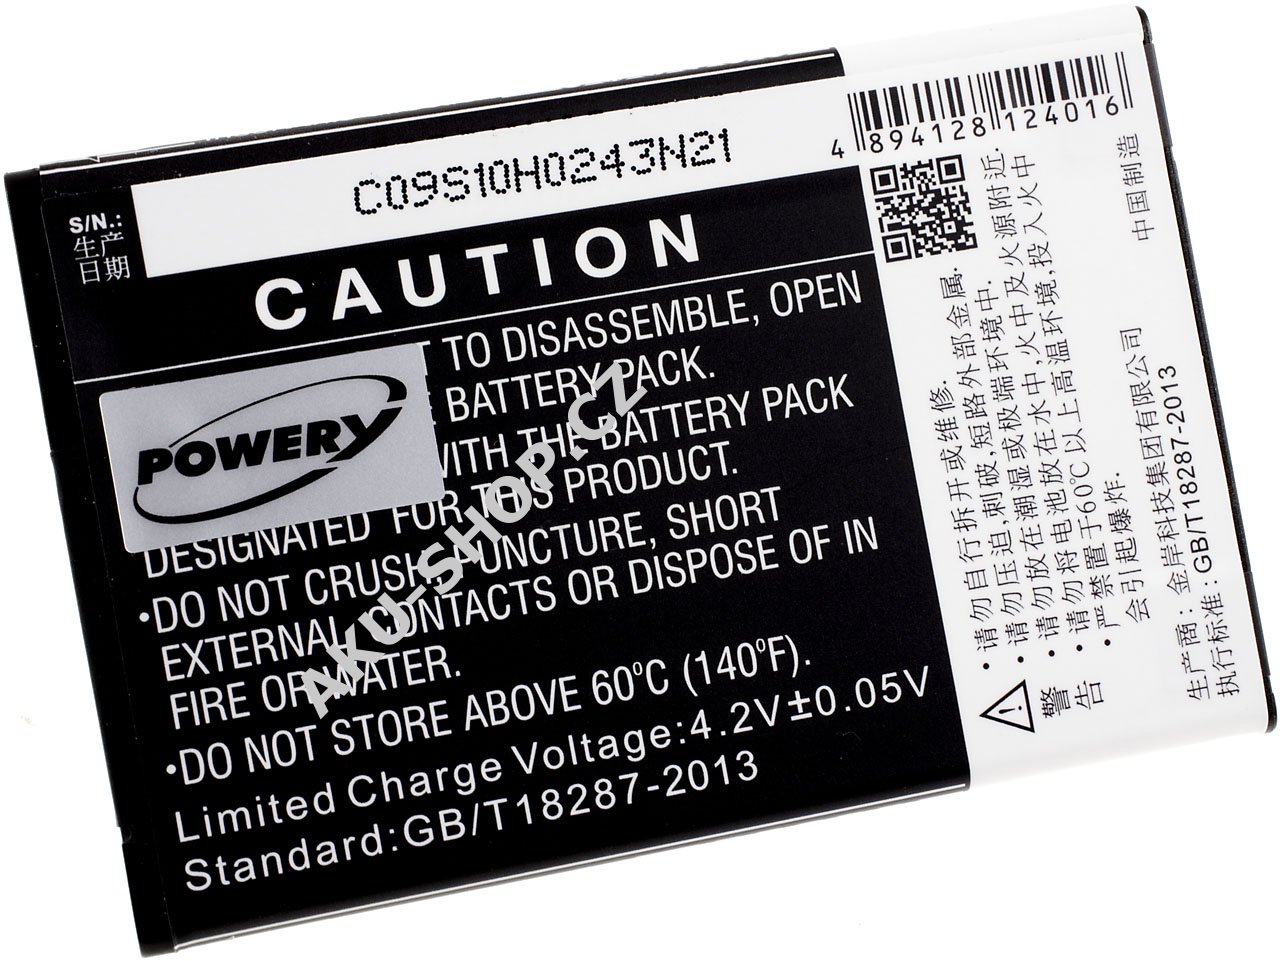 S/N.:
生产
日期
C09S10H0243N21
CAUTION
TO DISASSEMBLE, OPEN
BATTERY PACK.
WITH THE BATTERY PACK
DESIGNATED FOR THIS PRODUCT.
•DO NOT CRUSH, PUNCTURE, SHORT
EXTERNAL CONTACTS OR DISPOSE OF IN
FIRE OR WATER.
•DO NOT STORE ABOVE 60°C (140°F).
Limited Charge Voltage:4.2V±0.05V
Standard:GB/T18287-2013
POWERY
AKU-SHOP.CZ
4 894128 124016
警
告
•请勿自行拆开或维修.
•请勿压迫,刺破,短路外部金属.
•请勿放在潮湿或极端环境中.
•请勿将电池放在水中,火中及火源附近.
•严禁置于60℃以上高温环境,投入火中
会引起爆炸.
生产商:金岸科技集团有限公司
执行标准:GB/T18287-2013
中国制造